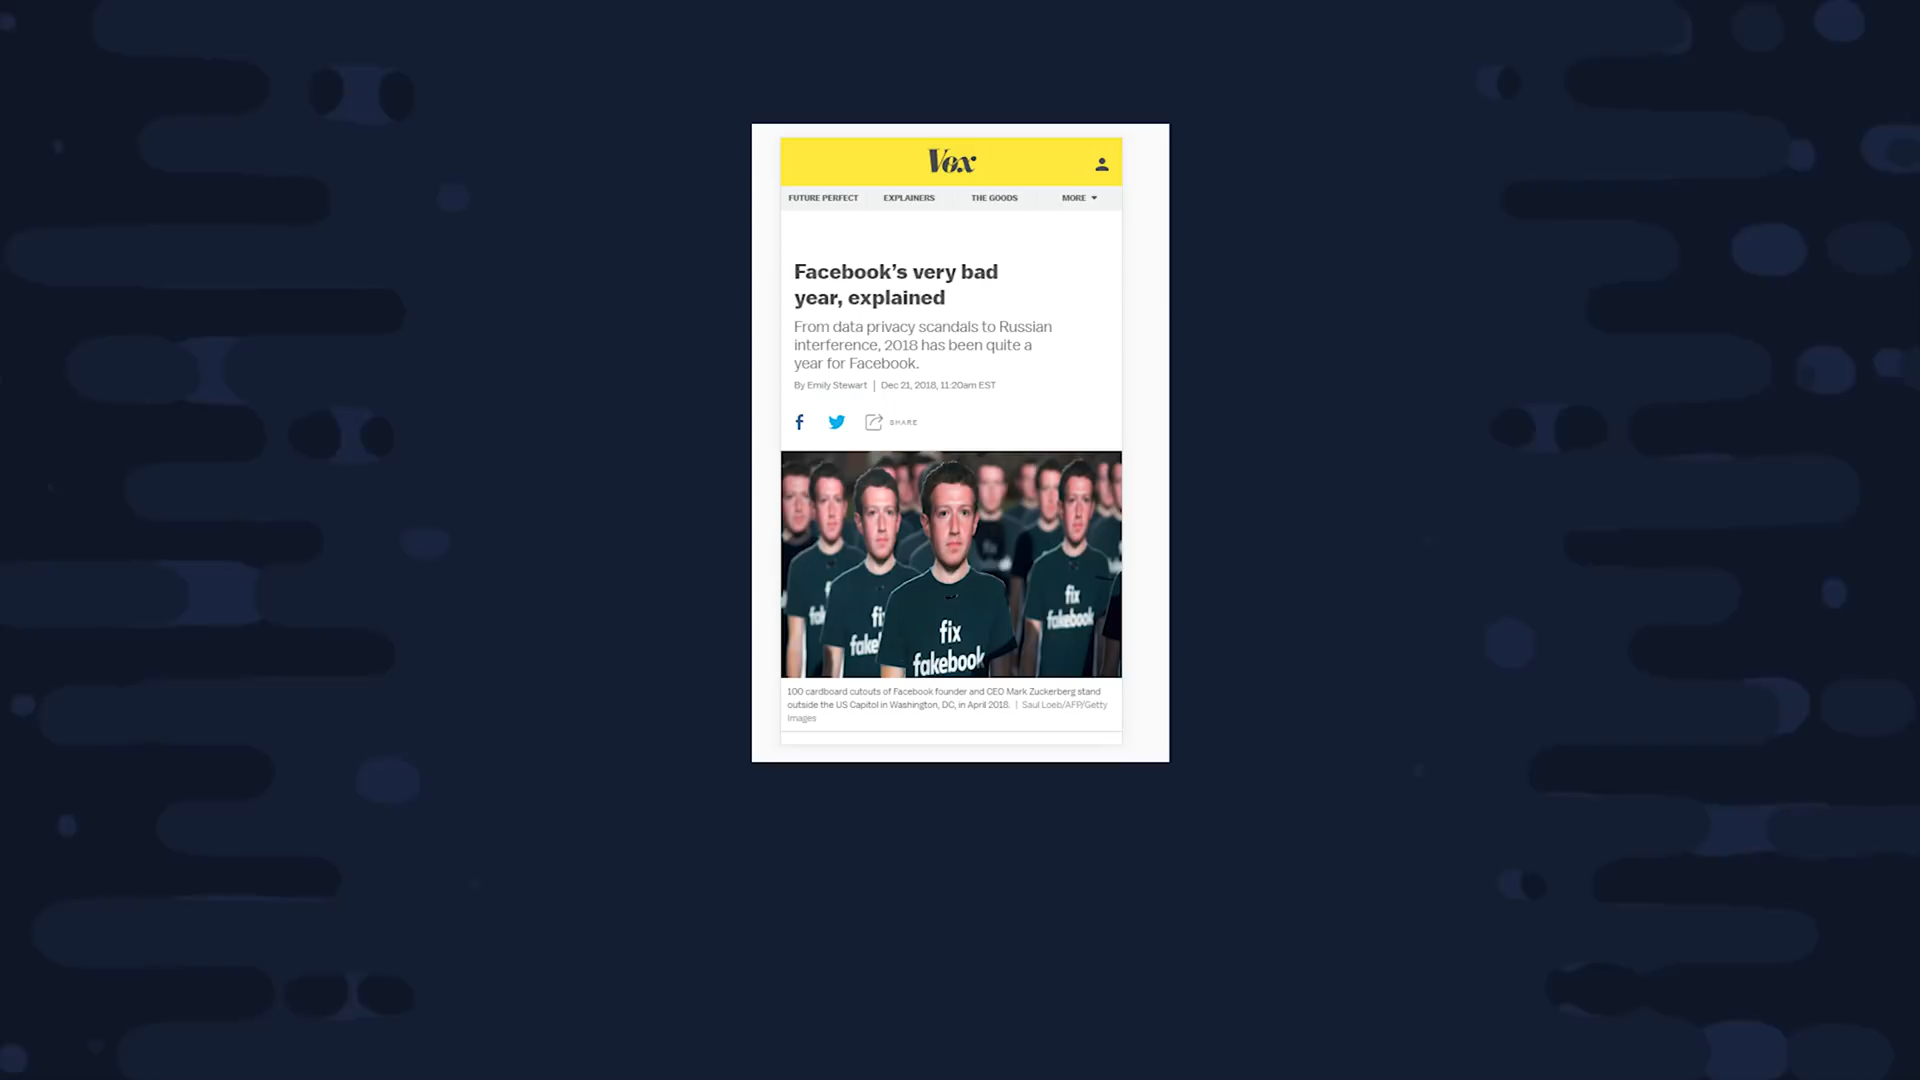 Vox
FUTURE PERFECT EXPLAINERS THE GOODS MORE
Facebook’s very bad
year, explained
From data privacy scandals to Russian
interference, 2018 has been quite a
year for Facebook.
By Emily Stewart | Dec 21, 2018, 11:20am EST
f SHARE
fix
fakebook
fix
fakebook
fi
fake
fak
100 cardboard cutouts of Facebook founder and CEO Mark Zuckerberg stand
outside the US Capitol in Washington, DC, in April 2018. | Saul Loeb/AFP/Getty
Images